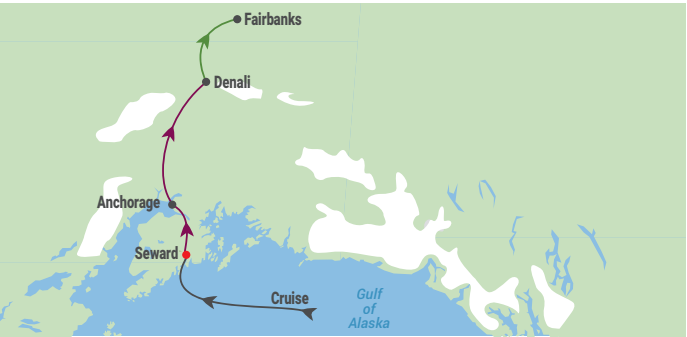 Fairbanks
Denali
Anchorage
Seward
Cruise
Gulf
of
Alaska